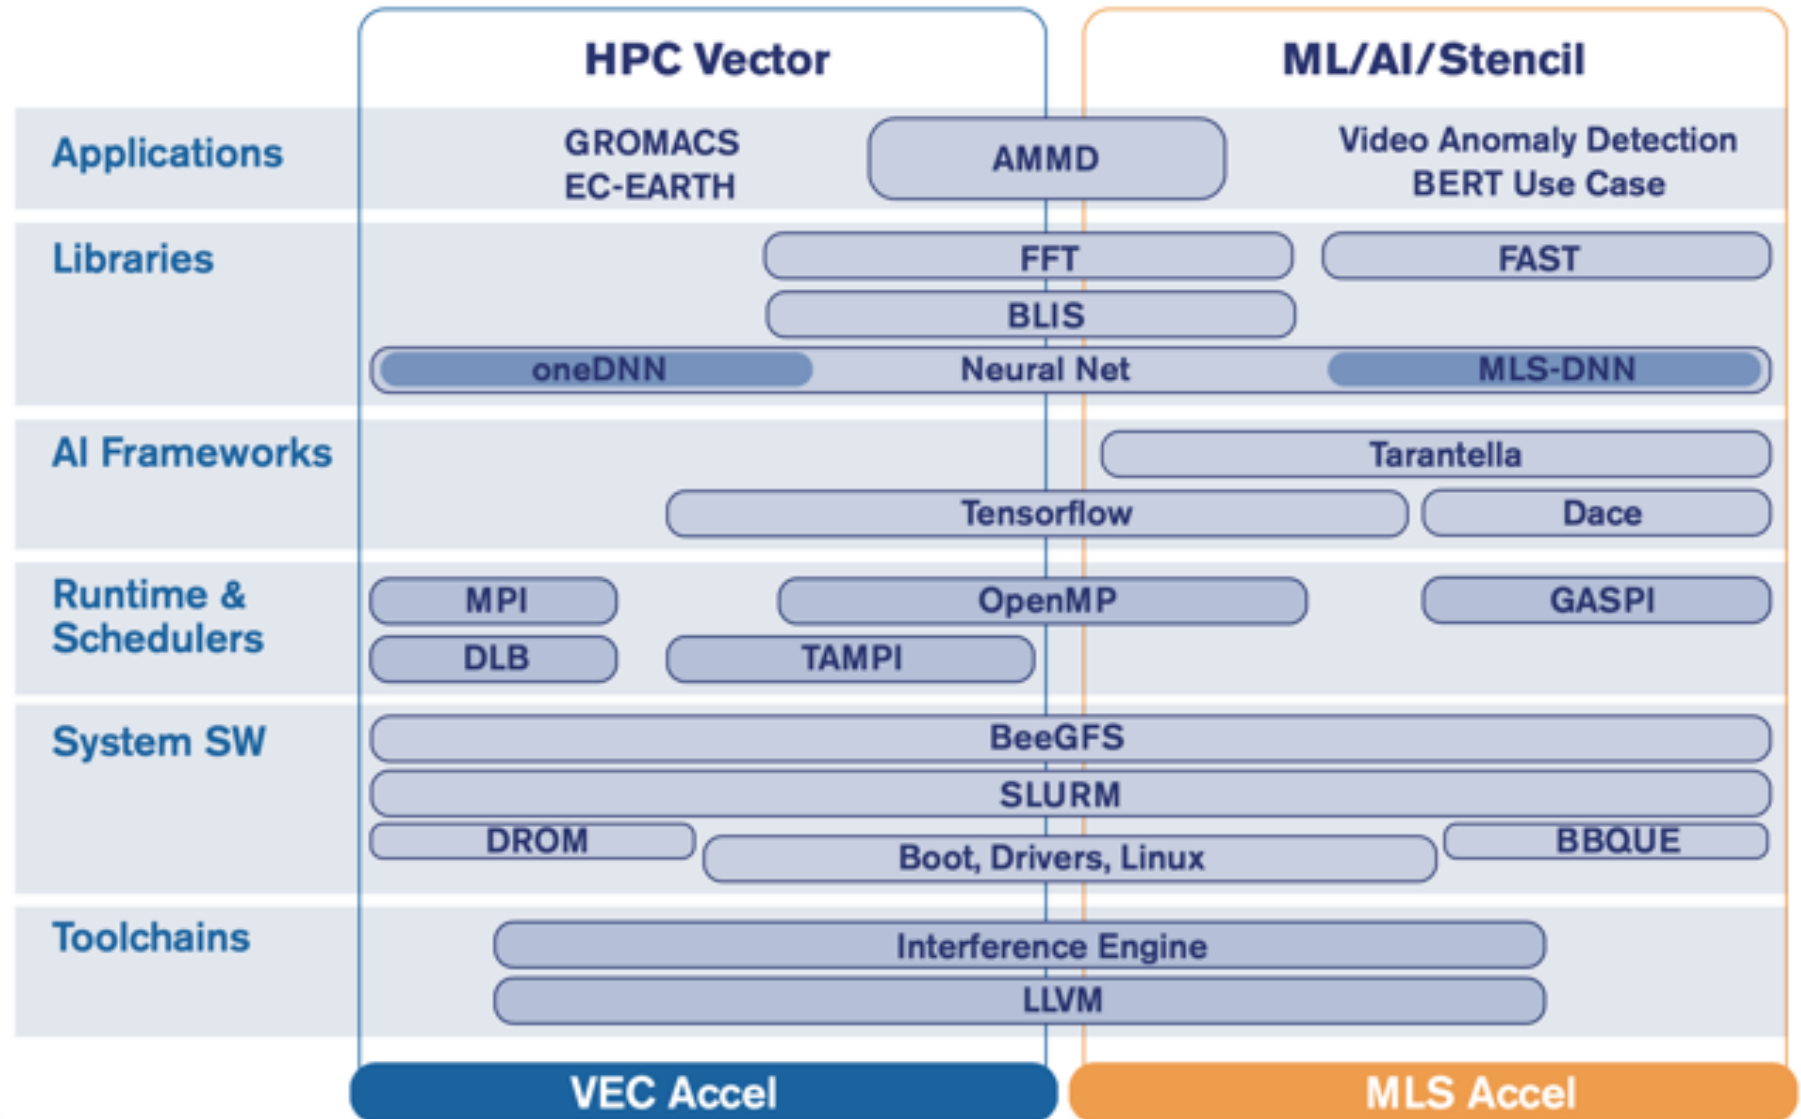 HPC Vector
ML/AI/Stencil
Applications
GROMACS
EC-EARTH
AMMD
Video Anomaly Detection
BERT Use Case
Libraries
FFT
FAST
BLIS
oneDNN
Neural Net
MLS-DNN
AI Frameworks
Tarantella
Tensorflow
Dace
Runtime &
Schedulers
MPI
OpenMP
GASPI
DLB
TAMPI
System SW
BeeGFS
SLURM
DROM
Boot, Drivers, Linux
BBQUE
Toolchains
Interference Engine
LLVM
VEC Accel
MLS Accel